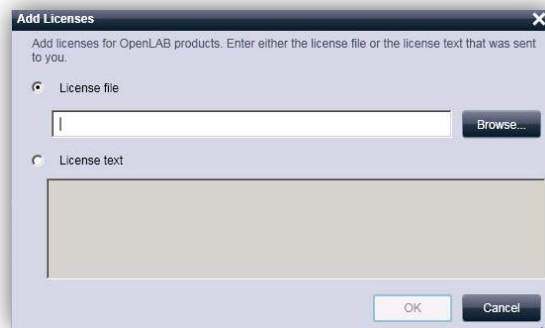 Add Licenses
Add licenses for OpenLAB products. Enter either the license file or the license text that was sent
to you.
License file
Browse...
License text
OK
Cancel